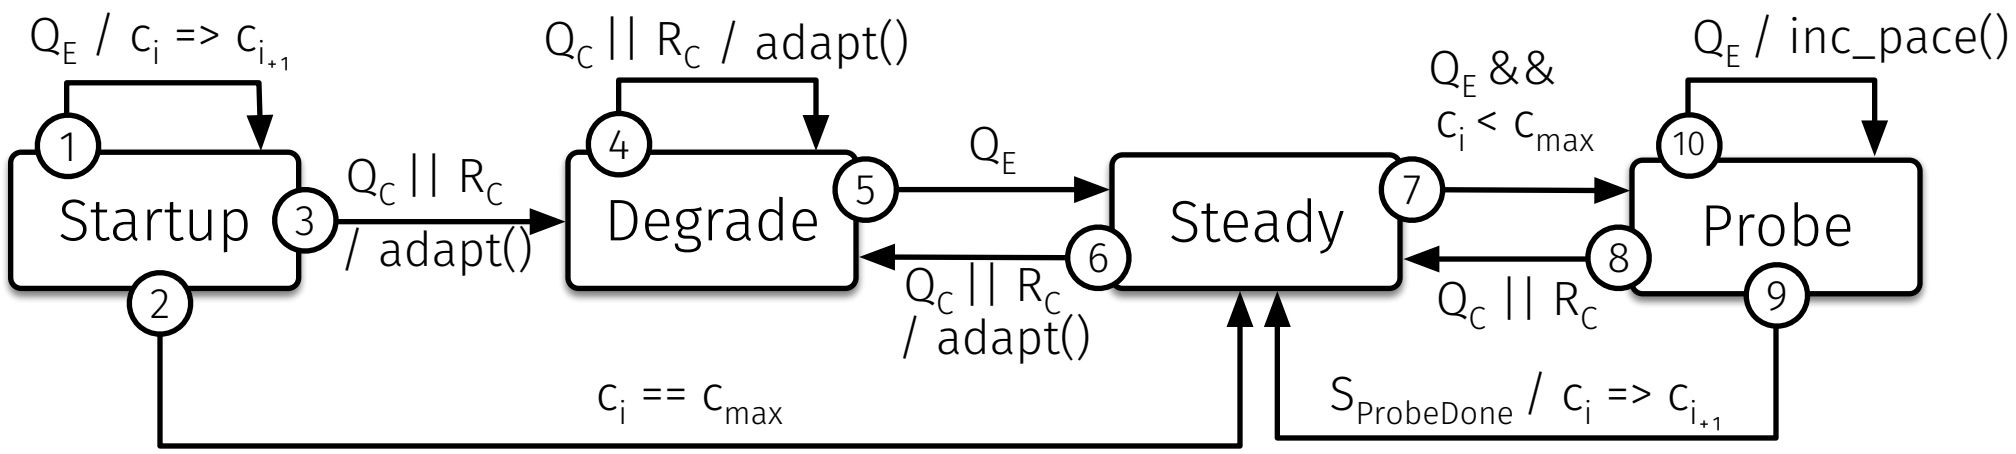 Q_E / c_i => c_{i+1}
1
Startup
2
3
Q_C || R_C
/ adapt()
Q_C || R_C / adapt()
4
Degrade
5
Q_E
6
Q_C || R_C
/ adapt()
Steady
7
Q_E &&
c_i < c_max
8
Q_C || R_C
Q_E / inc_pace()
10
Probe
9
c_i == c_max
S_ProbeDone / c_i => c_{i+1}